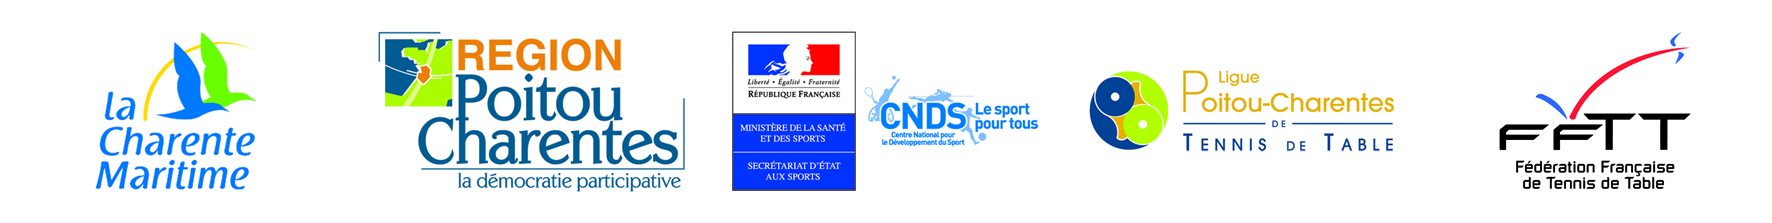 la
Charente
Maritime
REGION
Poitou
Charentes
la démocratie participative
Liberté • Égalité • Fraternité
RÉPUBLIQUE FRANÇAISE
MINISTÈRE DE LA SANTÉ
ET DES SPORTS
SECRÉTARIAT D'ÉTAT
AUX SPORTS
CNDS
Centre National pour
le Développement du Sport
Le sport
pour tous
Ligue
Poitou-Charentes
DE
TENNIS DE TABLE
FFTT
Fédération Française
de Tennis de Table